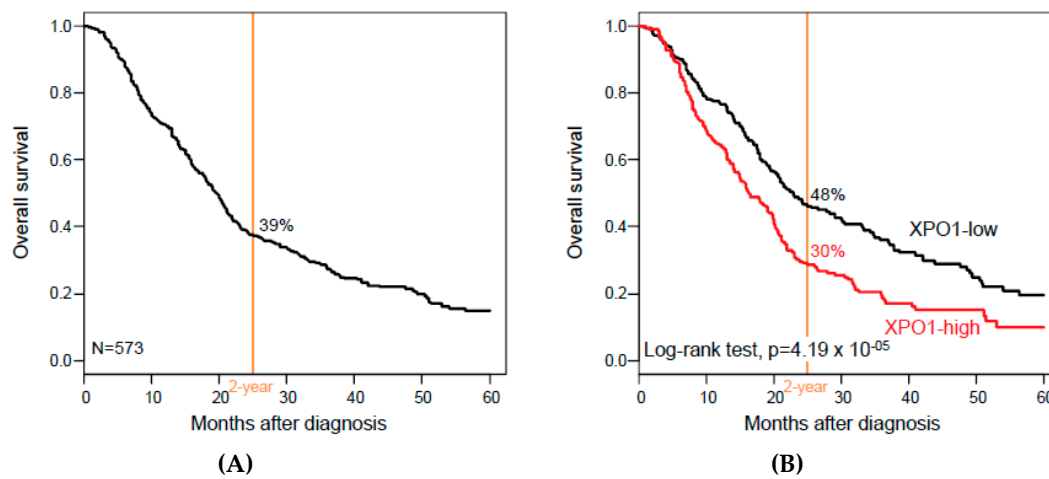 1.0
0.8
0.6
0.4
0.2
0.0
Overall survival
39%
N=573
2-year
0 10 20 30 40 50 60
Months after diagnosis
(A)
1.0
0.8
0.6
0.4
0.2
0.0
Overall survival
48%
XPO1-low
30%
XPO1-high
Log-rank test, p=4.19 x 10-05
2-year
0 10 20 30 40 50 60
Months after diagnosis
(B)